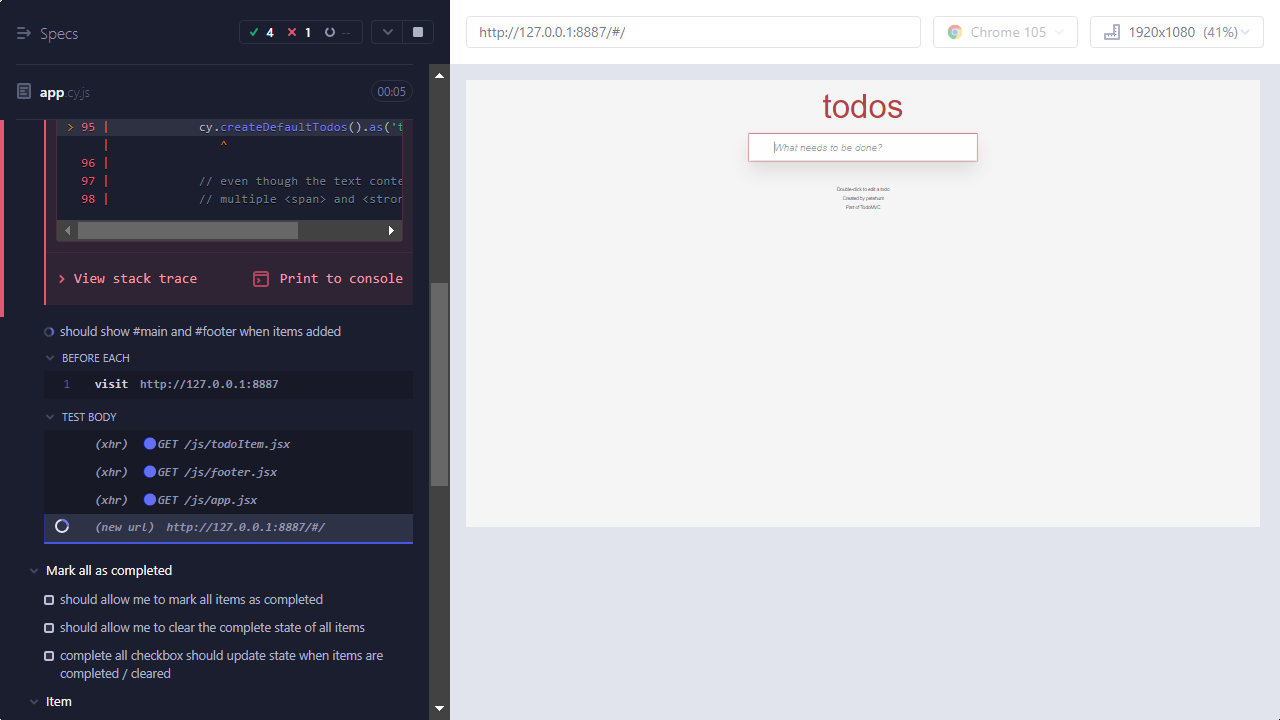 Specs
4
1
--
app.cy.js
00:05
> 95 | cy.createDefaultTodos().as('t
| ^
96 |
97 | // even though the text conte
98 | // multiple <span> and <stron
View stack trace
Print to console
should show #main and #footer when items added
BEFORE EACH
1 visit http://127.0.0.1:8887
TEST BODY
(xhr) GET /js/todoItem.jsx
(xhr) GET /js/footer.jsx
(xhr) GET /js/app.jsx
(new url) http://127.0.0.1:8887/#/
Mark all as completed
should allow me to mark all items as completed
should allow me to clear the complete state of all items
complete all checkbox should update state when items are
completed / cleared
Item
http://127.0.0.1:8887/#/
Chrome 105
1920x1080 (41%)
todos
What needs to be done?
Double-click to edit a todo
Created by petehunt
Part of TodoMVC